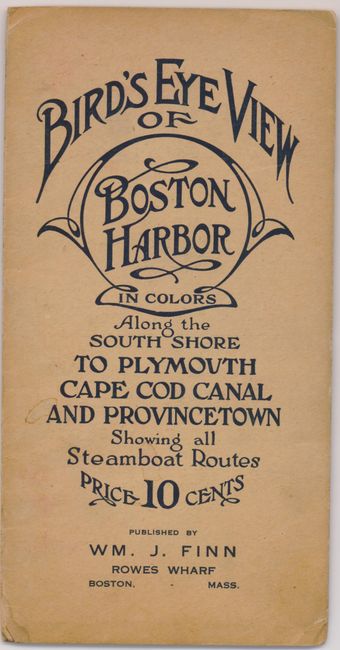 BIRD'S EYE VIEW
OF
BOSTON
HARBOR
IN COLORS
Along the
SOUTH SHORE
TO PLYMOUTH
CAPE COD CANAL
AND PROVINCETOWN
Showing all
Steamboat Routes
PRICE 10 CENTS
PUBLISHED BY
WM. J. FINN
ROWES WHARF
BOSTON, - MASS.